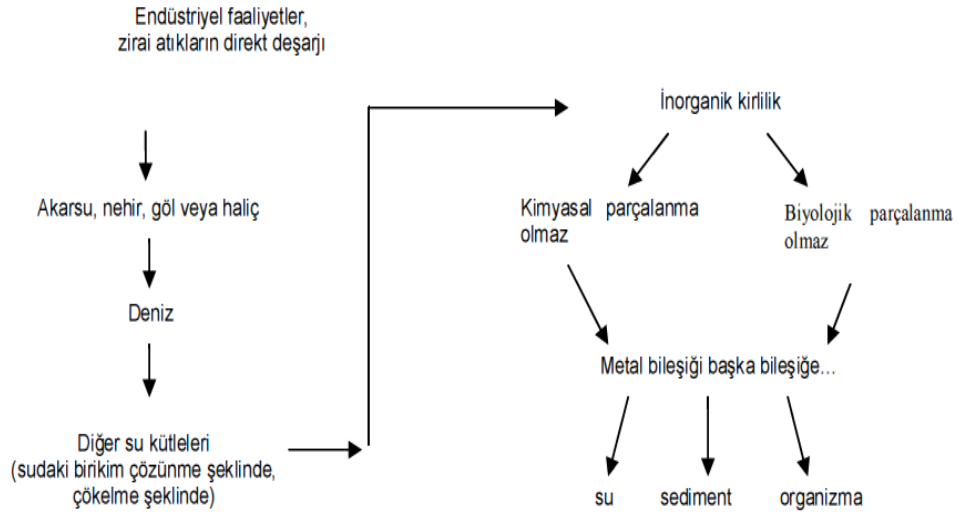 Endüstriyel faaliyetler,
zirai atıkların direkt deşarjı
Akarsu, nehir, göl veya haliç
Deniz
Diğer su kütleleri
(sudaki birikim çözünme şeklinde,
çökelme şeklinde)
İnorganik kirlilik
Kimyasal parçalanma
olmaz
Biyolojik parçalanma
olmaz
Metal bileşiği başka bileşiğe...
su sediment organizma